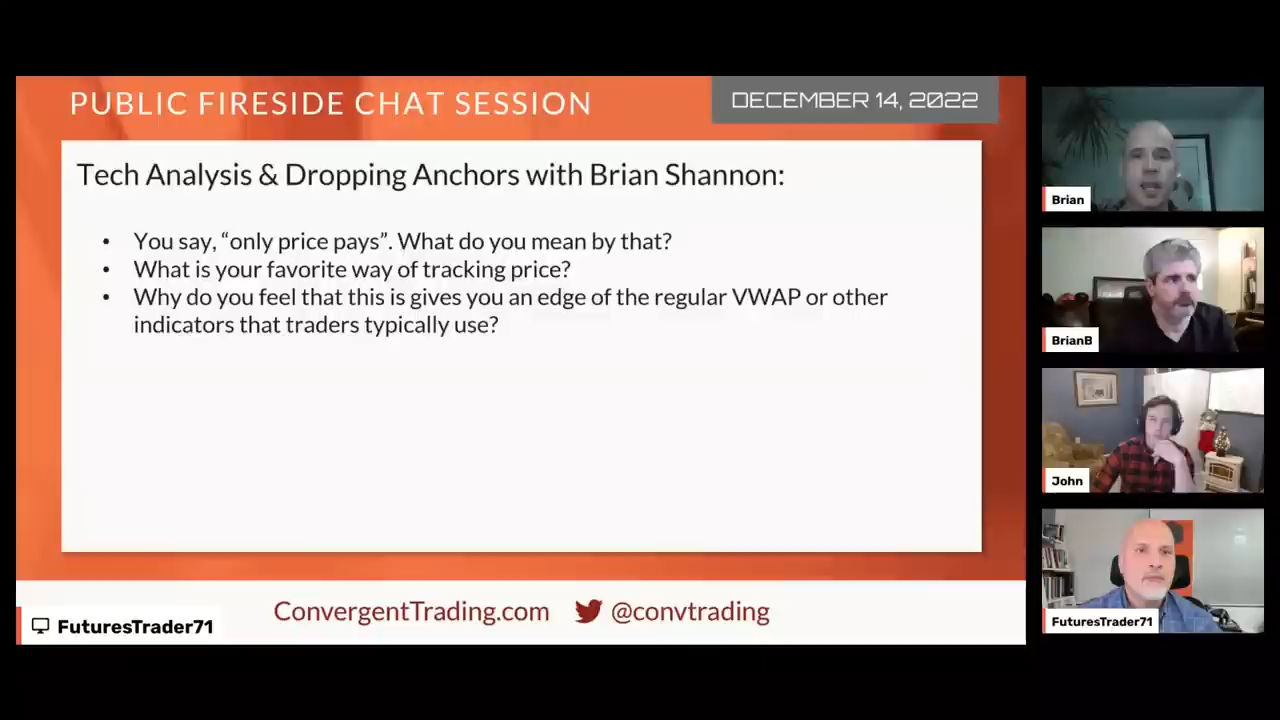 PUBLIC FIRESIDE CHAT SESSION
DECEMBER 14, 2022
Tech Analysis & Dropping Anchors with Brian Shannon:
• You say, “only price pays”. What do you mean by that?
• What is your favorite way of tracking price?
• Why do you feel that this is gives you an edge of the regular VWAP or other
indicators that traders typically use?
ConvergentTrading.com @convtrading
FuturesTrader71
Brian
BrianB
John
FuturesTrader71